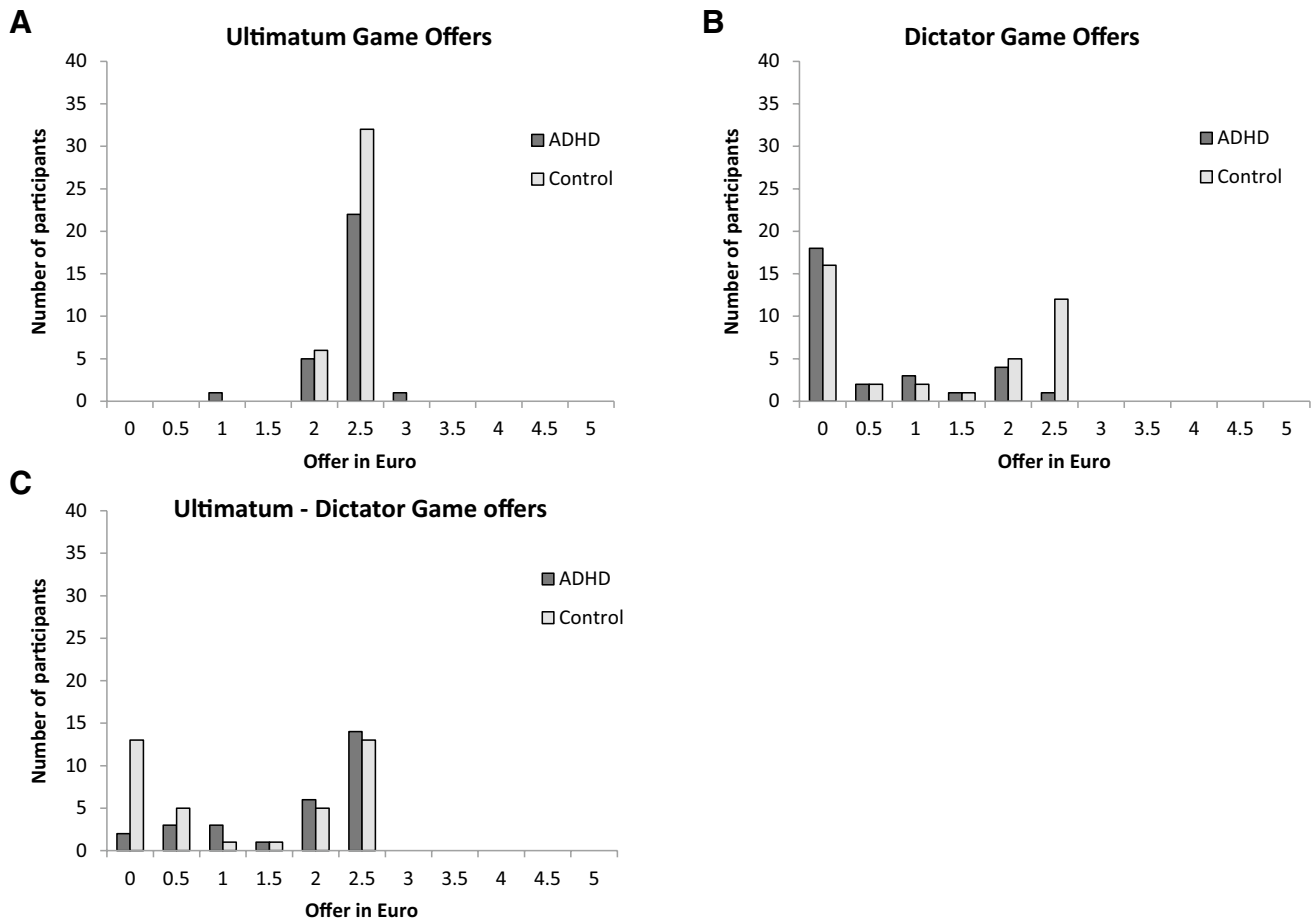 A
Ultimatum Game Offers
40
35
30
25
20
15
10
5
0
Number of participants
ADHD
Control
0 0.5 1 1.5 2 2.5 3 3.5 4 4.5 5
Offer in Euro
B
Dictator Game Offers
40
35
30
25
20
15
10
5
0
Number of participants
ADHD
Control
0 0.5 1 1.5 2 2.5 3 3.5 4 4.5 5
Offer in Euro
C
Ultimatum - Dictator Game offers
40
35
30
25
20
15
10
5
0
Number of participants
ADHD
Control
0 0.5 1 1.5 2 2.5 3 3.5 4 4.5 5
Offer in Euro